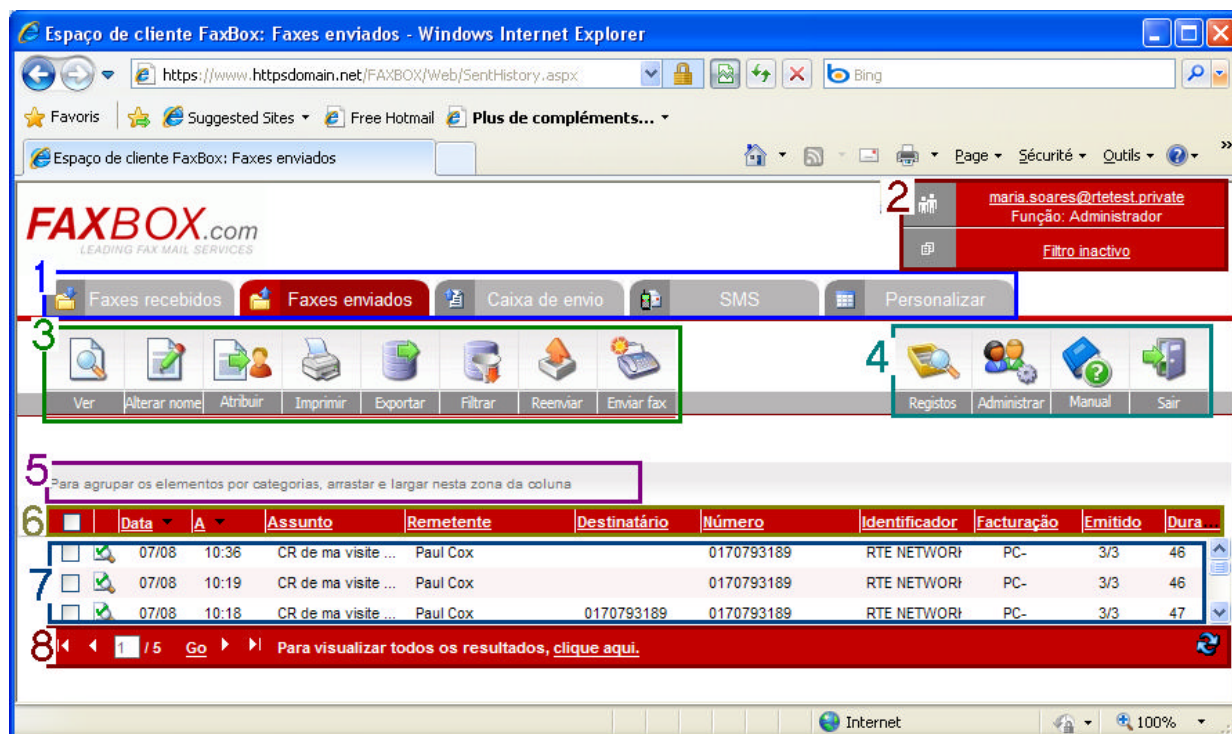 Espaço de cliente FaxBox: Faxes enviados - Windows Internet Explorer
https://www.httpsdomain.net/FAXBOX/Web/SentHistory.aspx
Bing
Favoris Suggested Sites Free Hotmail Plus de compléments...
Espaço de cliente FaxBox: Faxes enviados
Page Sécurité Outils »
2
maria.soares@rtetest.private
Função: Administrador
Filtro inactivo
FAXBOX.com
LEADING FAX MAIL SERVICES
1
Faxes recebidos Faxes enviados Caixa de envio SMS Personalizar
3 4
Ver Alterar nome Atribuir Imprimir Exportar Filtrar Reenviar Enviar fax Registos Administrar Manual Sair
5
Para agrupar os elementos por categorias, arrastar e largar nesta zona da coluna
6 Data A Assunto Remetente Destinatário Número Identificador Facturação Emitido Dura...
07/08 10:36 CR de ma visite ... Paul Cox 0170793189 RTE NETWORK PC- 3/3 46
7 07/08 10:19 CR de ma visite ... Paul Cox 0170793189 RTE NETWORK PC- 3/3 46
07/08 10:18 CR de ma visite ... Paul Cox 0170793189 0170793189 RTE NETWORK PC- 3/3 47
8 1 / 5 Go Para visualizar todos os resultados, clique aqui.
Internet 100%